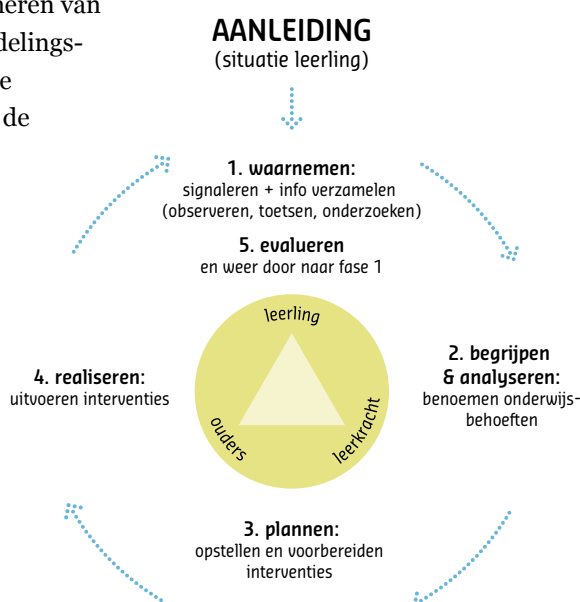 neren van
delings-
e
de
AANLEIDING
(situatie leerling)
1. waarnemen:
signaleren + info verzamelen
(observeren, toetsen, onderzoeken)
5. evalueren
en weer door naar fase 1
leerling
ouders
leerkracht
2. begrijpen
& analyseren:
benoemen onderwijs-
behoeften
3. plannen:
opstellen en voorbereiden
interventies
4. realiseren:
uitvoeren interventies